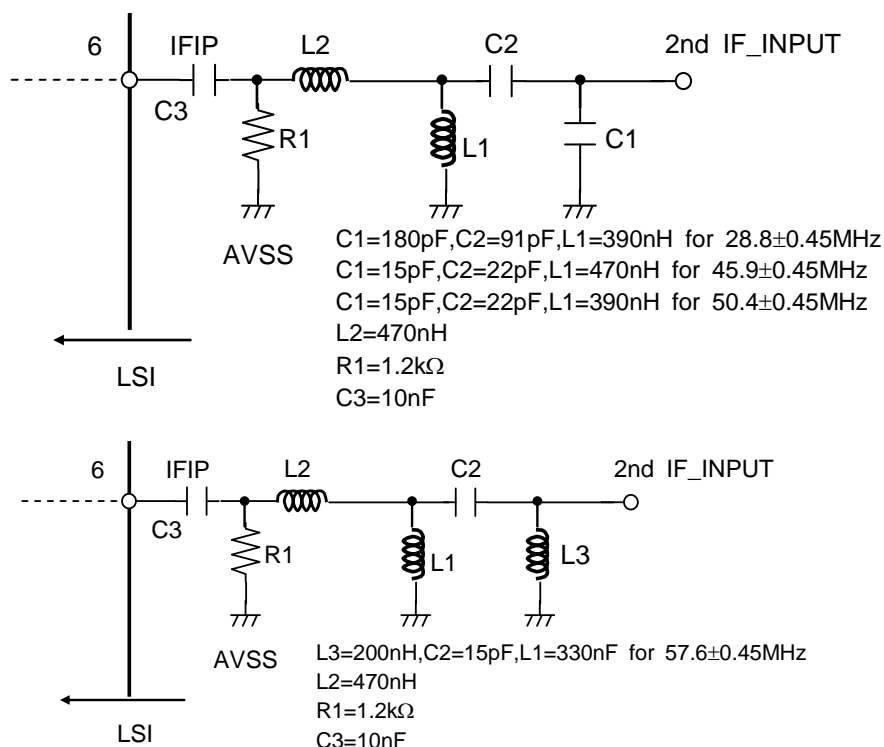 6 IFIP L2 C2 2nd IF_INPUT
C3 R1 L1 C1
AVSS
C1=180pF,C2=91pF,L1=390nH for 28.8±0.45MHz
C1=15pF,C2=22pF,L1=470nH for 45.9±0.45MHz
C1=15pF,C2=22pF,L1=390nH for 50.4±0.45MHz
L2=470nH
R1=1.2kΩ
C3=10nF
LSI
6 IFIP L2 C2 2nd IF_INPUT
C3 R1 L1 L3
AVSS
L3=200nH,C2=15pF,L1=330nF for 57.6±0.45MHz
L2=470nH
R1=1.2kΩ
C3=10nF
LSI